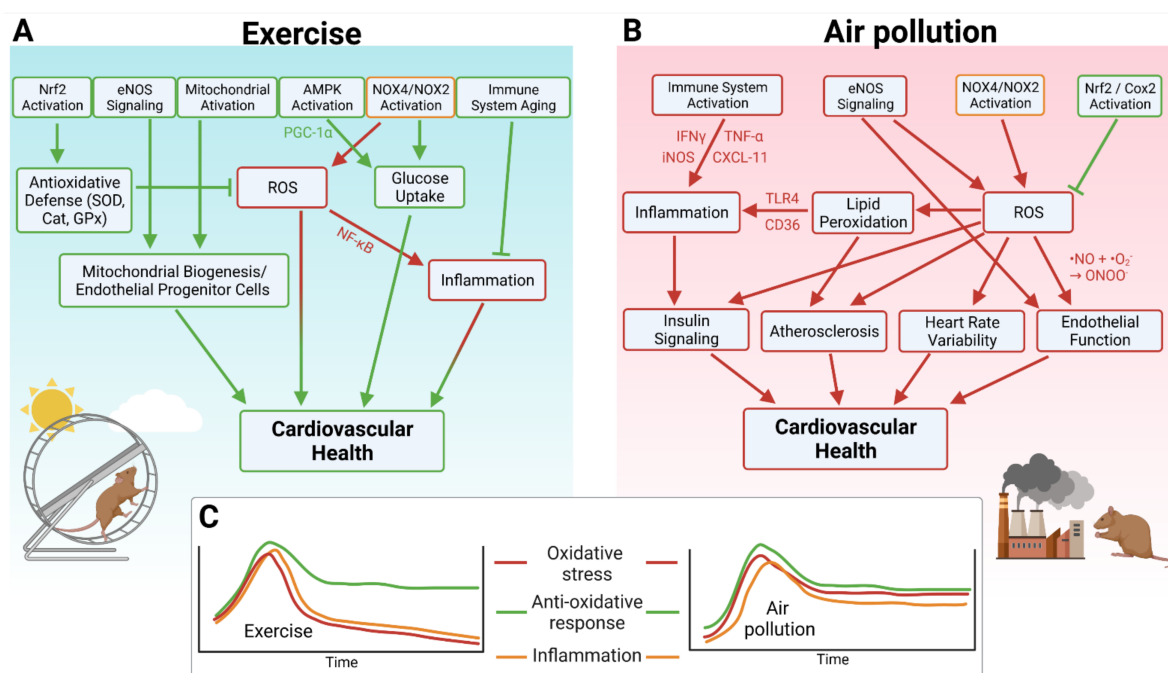 A
Exercise
Nrf2
Activation
eNOS
Signaling
Mitochondrial
Ativation
AMPK
Activation
NOX4/NOX2
Activation
Immune
System Aging
PGC-1α
Antioxidative
Defense (SOD,
Cat, GPx)
ROS
Glucose
Uptake
NF-κB
Mitochondrial Biogenesis/
Endothelial Progenitor Cells
Inflammation
Cardiovascular
Health
B
Air pollution
Immune System
Activation
eNOS
Signaling
NOX4/NOX2
Activation
Nrf2 / Cox2
Activation
IFNγ TNF-α
iNOS CXCL-11
Inflammation
TLR4
CD36
Lipid
Peroxidation
ROS
•NO + •O₂⁻
→ ONOO⁻
Insulin
Signaling
Atherosclerosis
Heart Rate
Variability
Endothelial
Function
Cardiovascular
Health
C
Exercise
Time
Oxidative
stress
Anti-oxidative
response
Inflammation
Air
pollution
Time